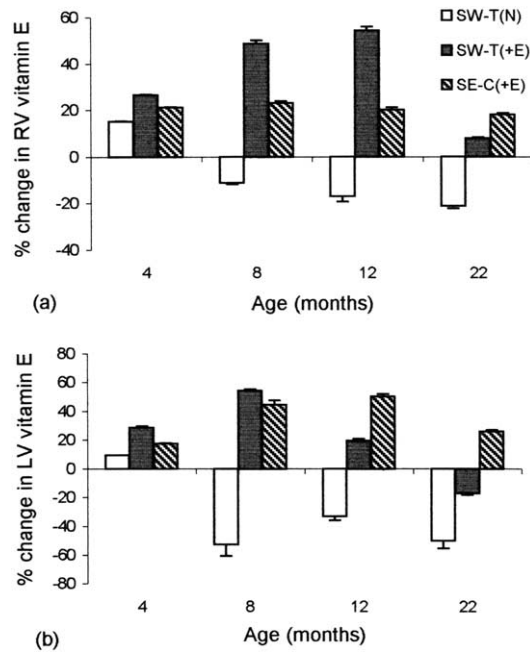 (a)
% change in RV vitamin E
60
40
20
0
-20
-40
4 8 12 22
Age (months)
SW-T(N)
SW-T(+E)
SE-C(+E)
(b)
% change in LV vitamin E
80
60
40
20
0
-20
-40
-60
-80
4 8 12 22
Age (months)